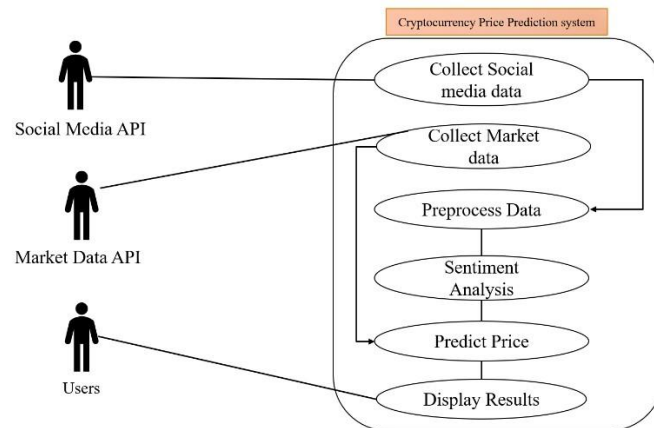 Cryptocurrency Price Prediction system
Collect Social
media data
Social Media API
Collect Market
data
Preprocess Data
Market Data API
Sentiment
Analysis
Predict Price
Users
Display Results